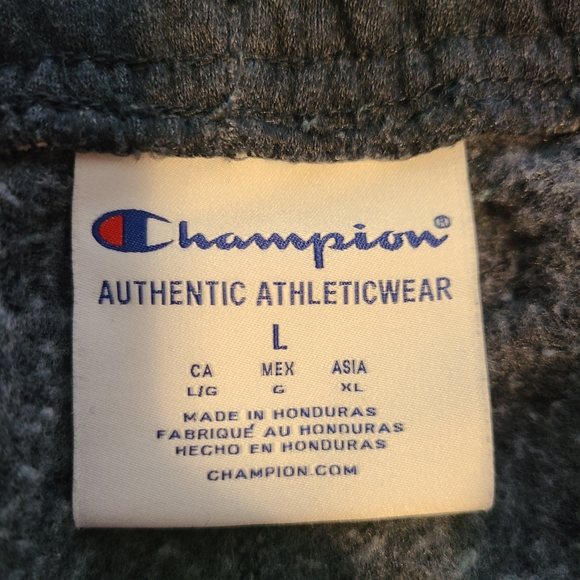 Champion®
AUTHENTIC ATHLETICWEAR
L
CA MEX ASIA
L/G G XL
MADE IN HONDURAS
FABRIQUÉ AU HONDURAS
HECHO EN HONDURAS
CHAMPION.COM